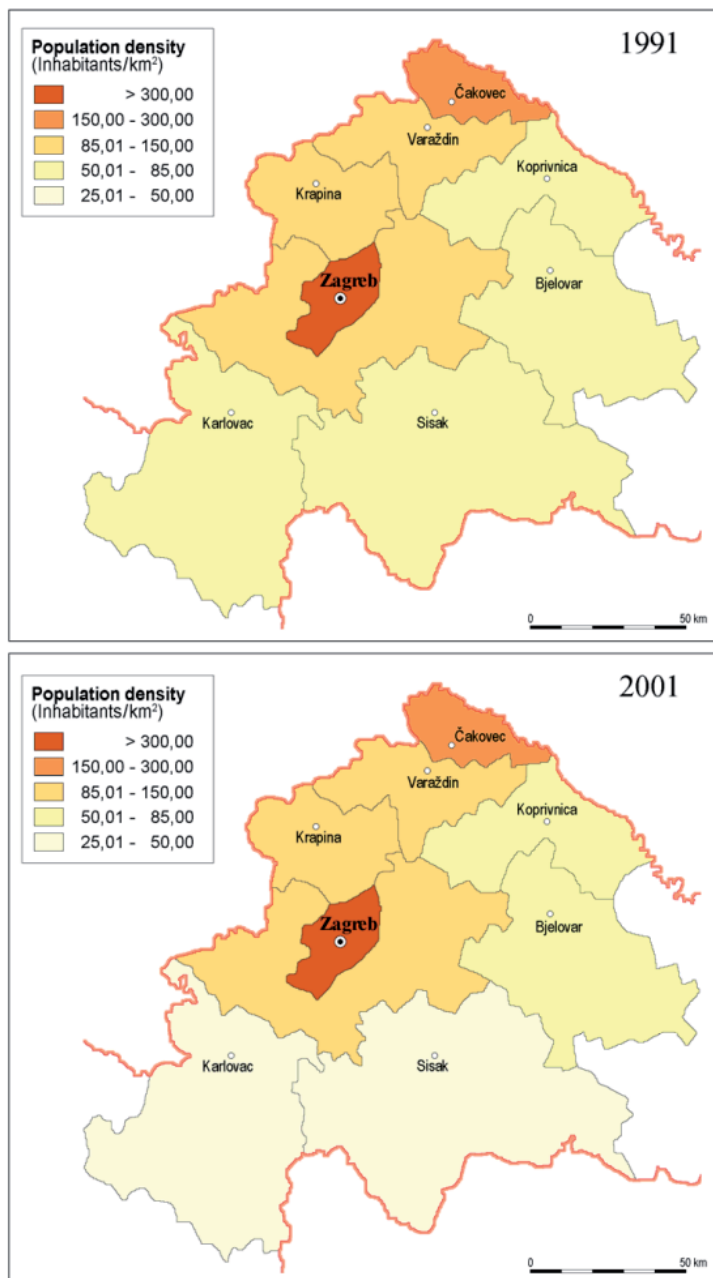 1991
Population density
(Inhabitants/km²)
> 300,00
150,00 - 300,00
85,01 - 150,00
50,01 - 85,00
25,01 - 50,00
Čakovec
Varaždin
Koprivnica
Krapina
Zagreb
Bjelovar
Karlovac
Sisak
0 50 km
2001
Population density
(Inhabitants/km²)
> 300,00
150,00 - 300,00
85,01 - 150,00
50,01 - 85,00
25,01 - 50,00
Čakovec
Varaždin
Koprivnica
Krapina
Zagreb
Bjelovar
Karlovac
Sisak
0 50 km